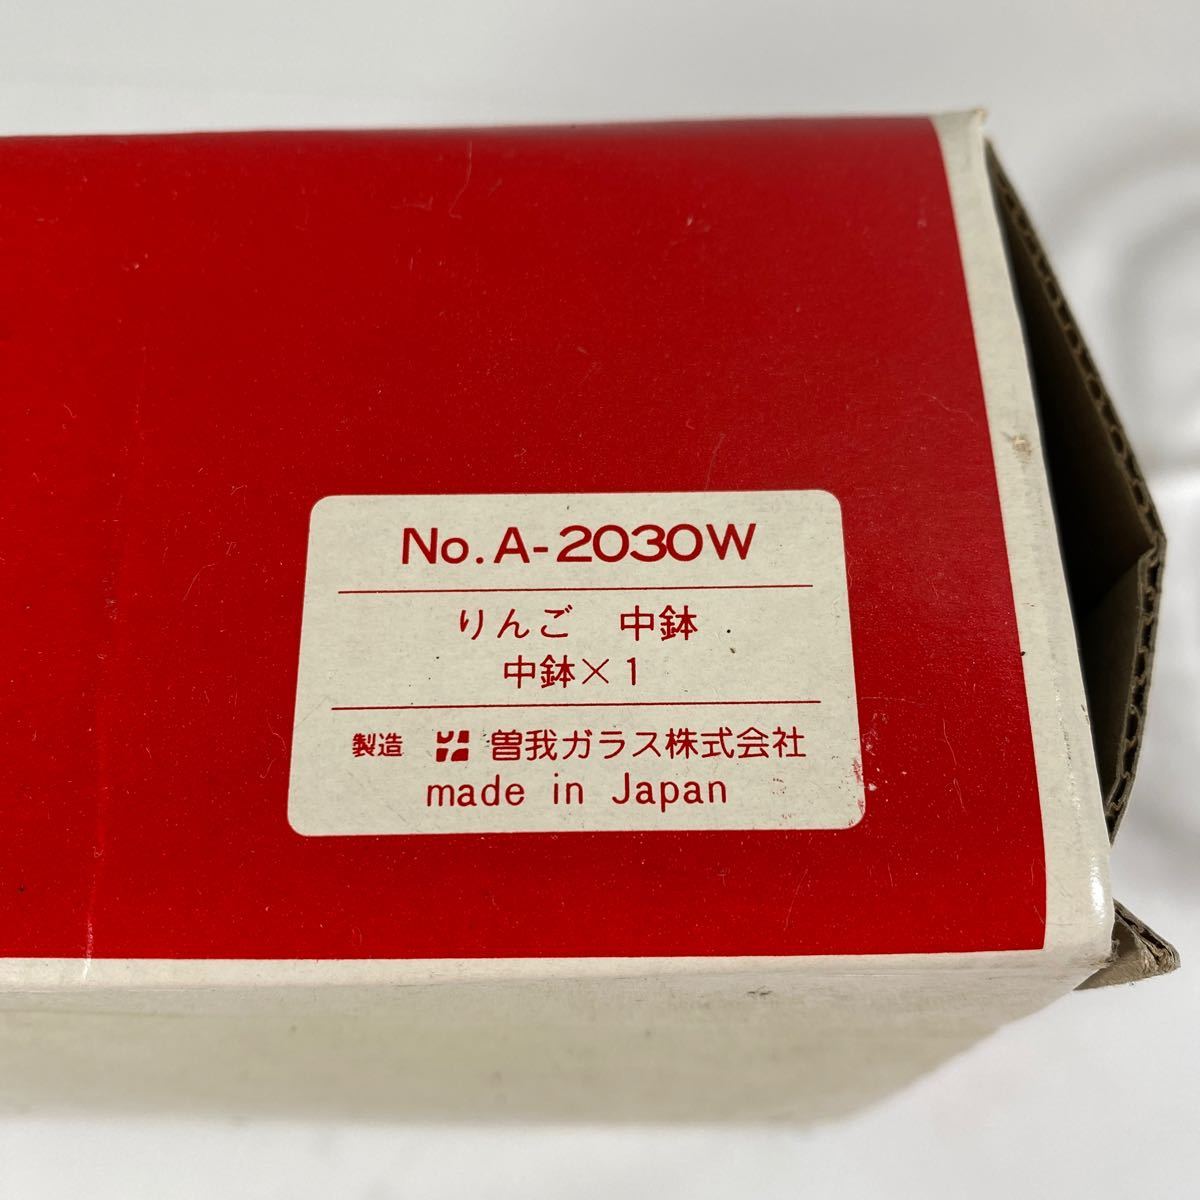 No.A-2030W
りんご 中鉢
中鉢×1
製造 曽我ガラス株式会社
made in Japan